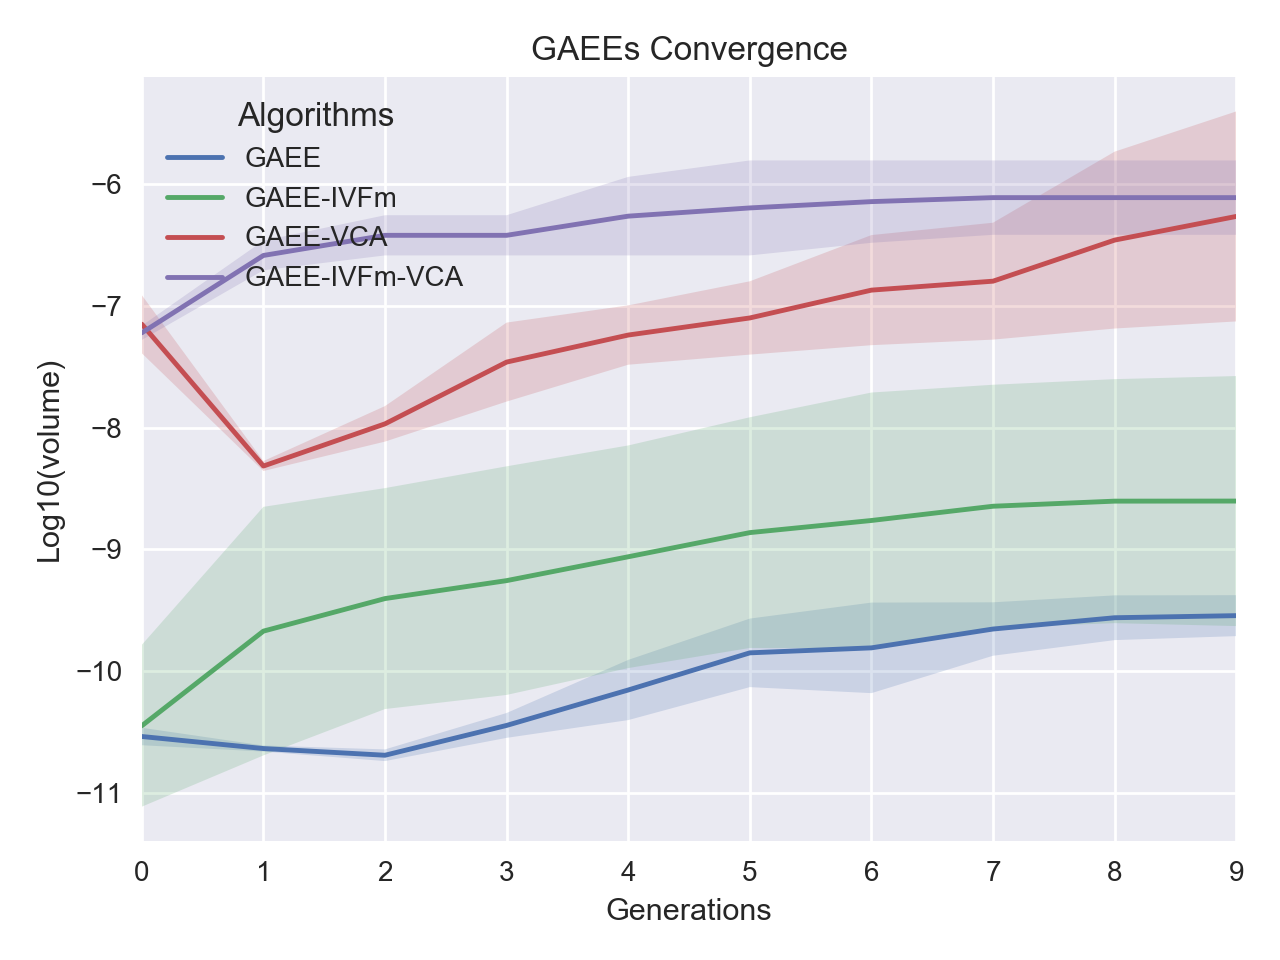 GAEEs Convergence
Algorithms
GAEE
GAEE-IVFm
GAEE-VCA
GAEE-IVFm-VCA
−6
−7
−8
−9
−10
−11
Log10(volume)
0 1 2 3 4 5 6 7 8 9
Generations